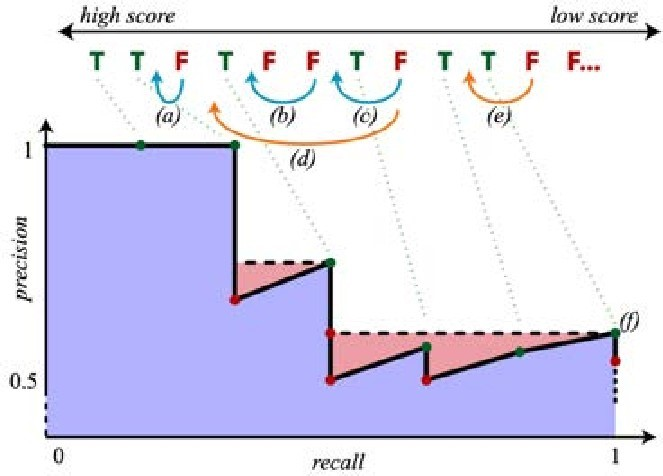 high score low score
T T F T F F T F T T F F...
(a) (b) (c) (e)
(d)
1
precision
(f)
0.5
0 1
recall